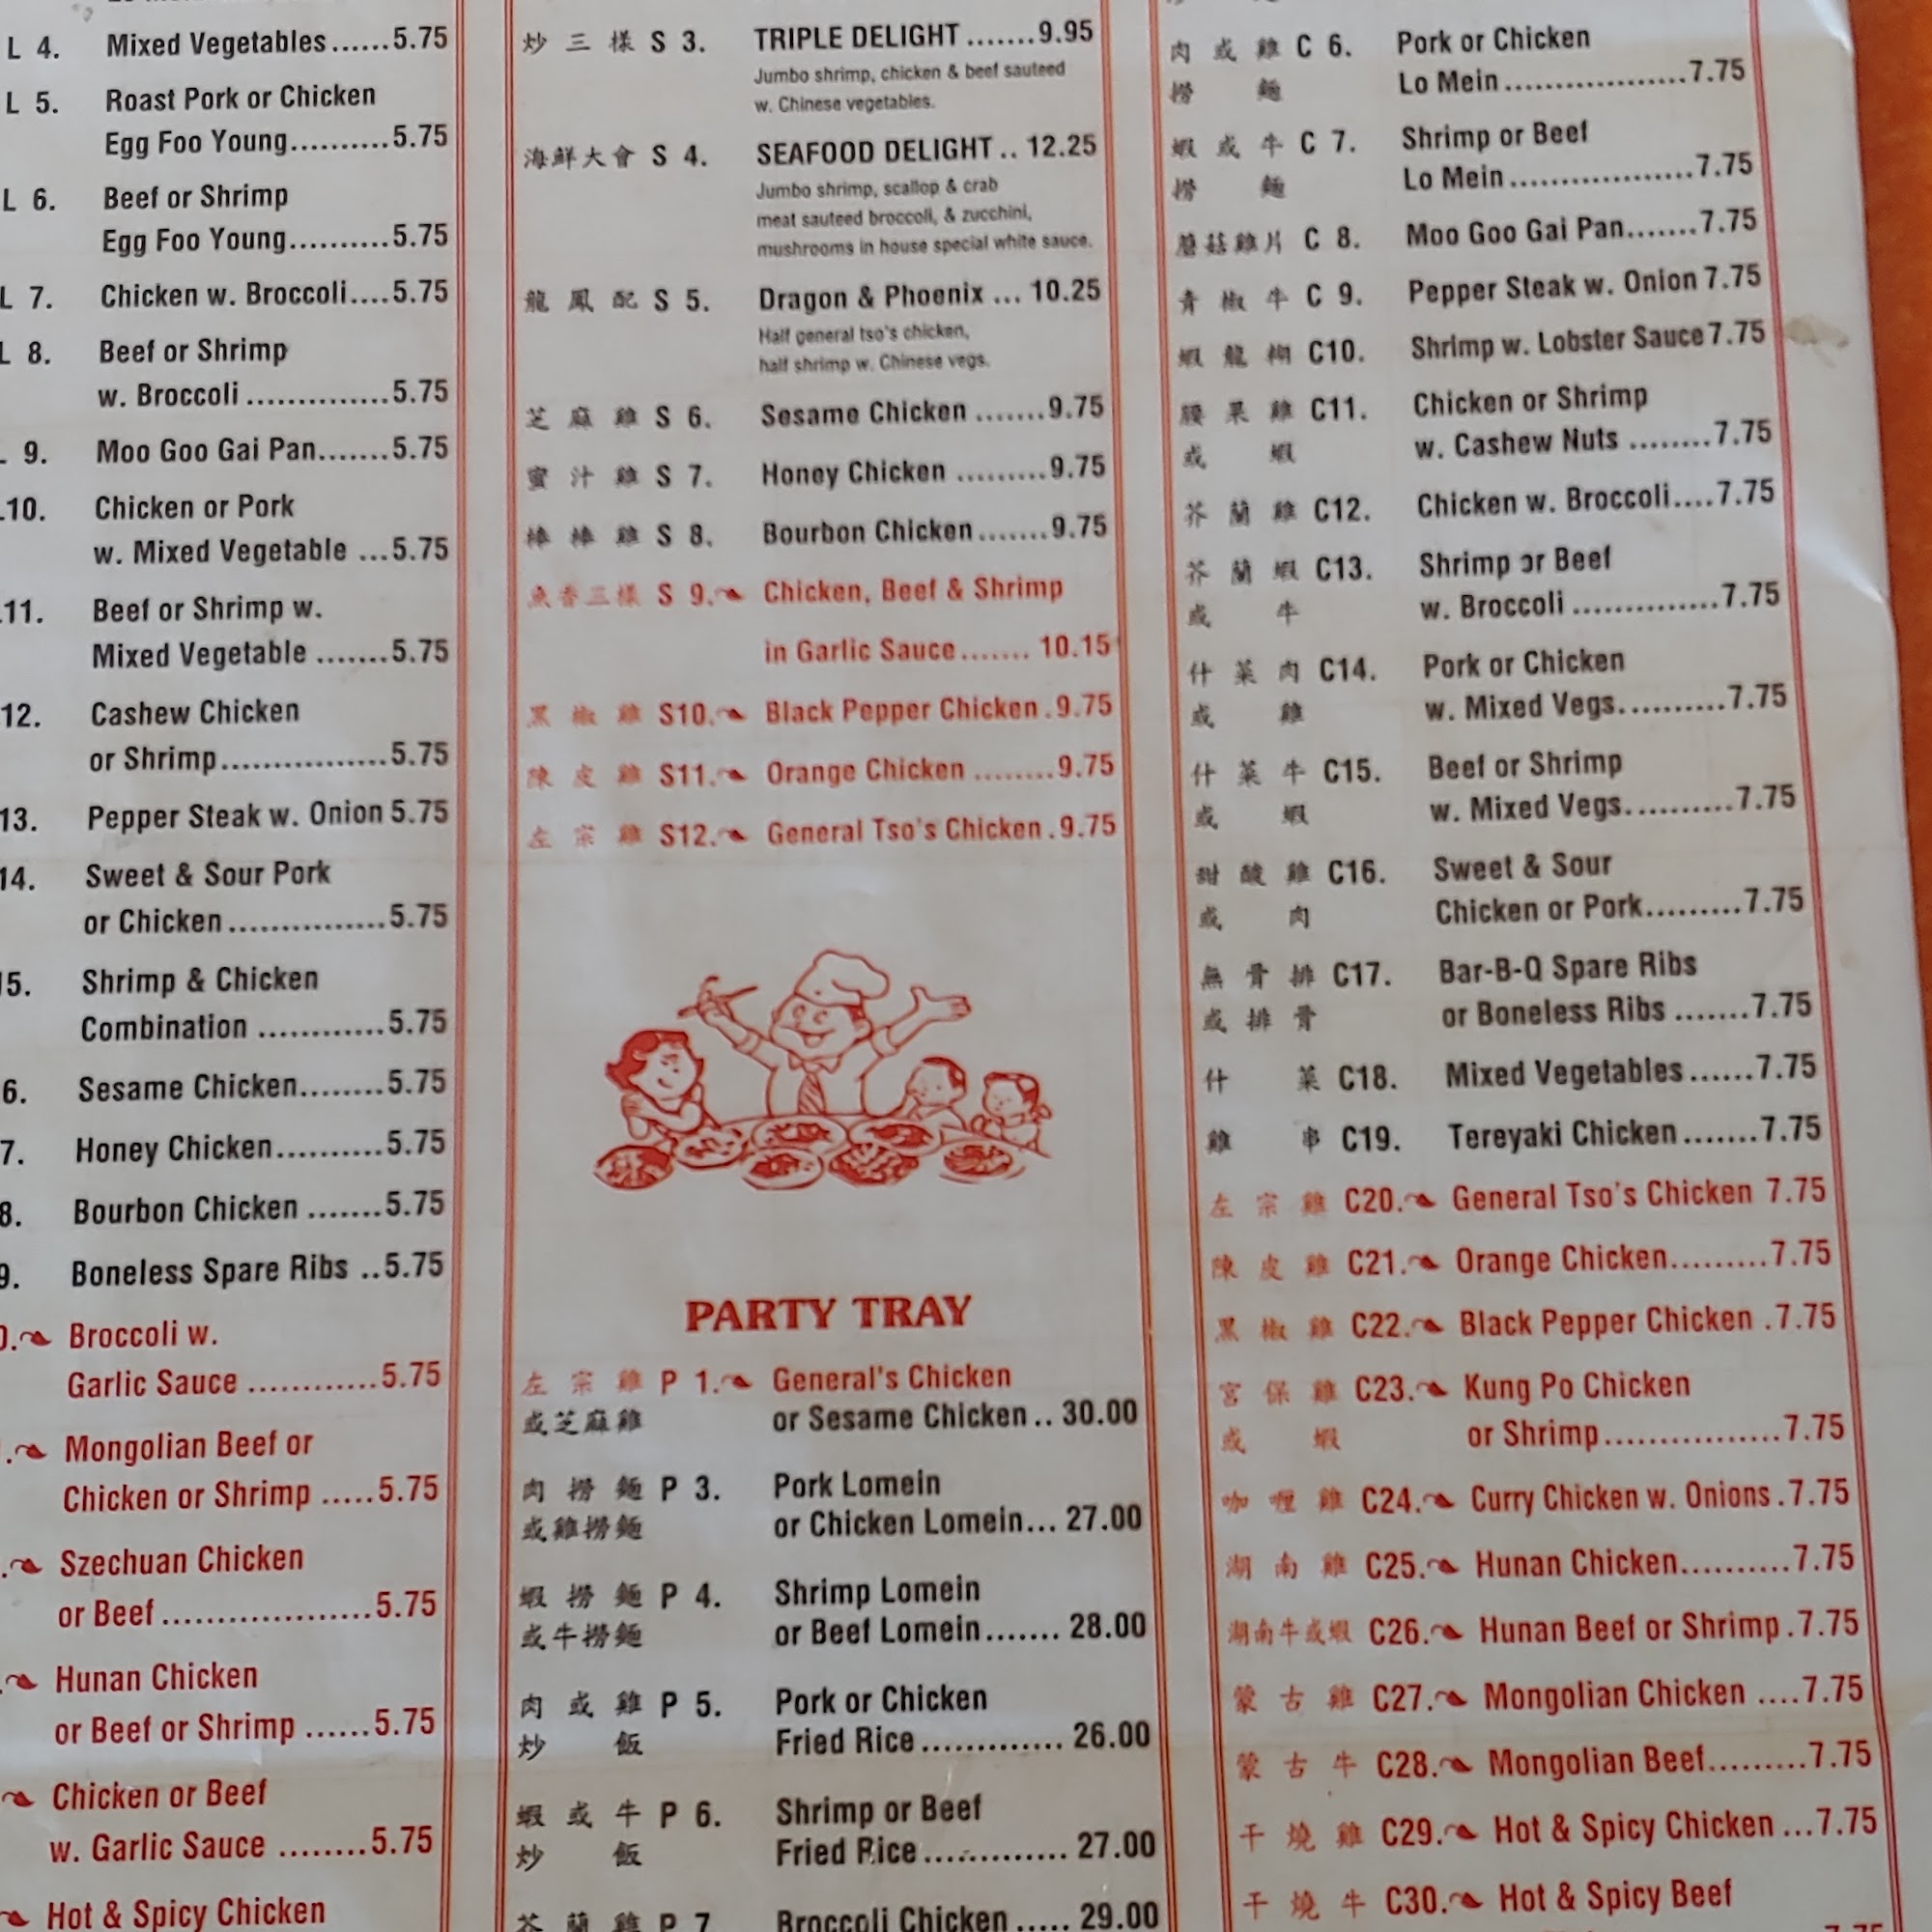 L 4. Mixed Vegetables......5.75
L 5. Roast Pork or Chicken
Egg Foo Young..........5.75
L 6. Beef or Shrimp
Egg Foo Young..........5.75
L 7. Chicken w. Broccoli....5.75
L 8. Beef or Shrimp
w. Broccoli ..............5.75
9. Moo Goo Gai Pan.......5.75
10. Chicken or Pork
w. Mixed Vegetable ...5.75
11. Beef or Shrimp w.
Mixed Vegetable .......5.75
12. Cashew Chicken
or Shrimp................5.75
13. Pepper Steak w. Onion 5.75
14. Sweet & Sour Pork
or Chicken ...............5.75
15. Shrimp & Chicken
Combination ............5.75
6. Sesame Chicken........5.75
7. Honey Chicken..........5.75
8. Bourbon Chicken .......5.75
9. Boneless Spare Ribs ..5.75
Broccoli w.
Garlic Sauce ............5.75
Mongolian Beef or
Chicken or Shrimp .....5.75
Szechuan Chicken
or Beef ...................5.75
Hunan Chicken
or Beef or Shrimp ......5.75
Chicken or Beef
w. Garlic Sauce ........5.75
Hot & Spicy Chicken
炒三樣 S 3. TRIPLE DELIGHT .......9.95
Jumbo shrimp, chicken & beef sauteed
w. Chinese vegetables.
海鮮大會 S 4. SEAFOOD DELIGHT .. 12.25
Jumbo shrimp, scallop & crab
meat sauteed broccoli, & zucchini,
mushrooms in house special white sauce.
龍鳳配 S 5. Dragon & Phoenix ... 10.25
Half general tso's chicken,
half shrimp w. Chinese vegs.
芝麻雞 S 6. Sesame Chicken .......9.75
蜜汁雞 S 7. Honey Chicken .........9.75
棒棒雞 S 8. Bourbon Chicken.......9.75
魚香三樣 S 9. Chicken, Beef & Shrimp
in Garlic Sauce....... 10.15
黑椒雞 S10. Black Pepper Chicken .9.75
陳皮雞 S11. Orange Chicken ........9.75
左宗雞 S12. General Tso's Chicken .9.75
PARTY TRAY
左宗雞 P 1. General's Chicken
或芝麻雞 or Sesame Chicken .. 30.00
肉撈麵 P 3. Pork Lomein
或雞撈麵 or Chicken Lomein... 27.00
蝦撈麵 P 4. Shrimp Lomein
或牛撈麵 or Beef Lomein....... 28.00
肉或雞 P 5. Pork or Chicken
炒飯 Fried Rice............. 26.00
蝦或牛 P 6. Shrimp or Beef
炒飯 Fried Rice............. 27.00
芥蘭雞 P 7 Broccoli Chicken ..... 29.00
肉或雞 C 6. Pork or Chicken
撈麵 Lo Mein..................7.75
蝦或牛 C 7. Shrimp or Beef
撈麵 Lo Mein..................7.75
蘑菇雞片 C 8. Moo Goo Gai Pan.......7.75
青椒牛 C 9. Pepper Steak w. Onion 7.75
蝦龍糊 C10. Shrimp w. Lobster Sauce 7.75
腰果雞 C11. Chicken or Shrimp
或蝦 w. Cashew Nuts ........7.75
芥蘭雞 C12. Chicken w. Broccoli....7.75
芥蘭蝦 C13. Shrimp or Beef
或牛 w. Broccoli ..............7.75
什菜肉 C14. Pork or Chicken
或雞 w. Mixed Vegs...........7.75
什菜牛 C15. Beef or Shrimp
或蝦 w. Mixed Vegs...........7.75
甜酸雞 C16. Sweet & Sour
或肉 Chicken or Pork.........7.75
無骨排 C17. Bar-B-Q Spare Ribs
或排骨 or Boneless Ribs .......7.75
什菜 C18. Mixed Vegetables ......7.75
雞串 C19. Tereyaki Chicken .......7.75
左宗雞 C20. General Tso's Chicken 7.75
陳皮雞 C21. Orange Chicken.........7.75
黑椒雞 C22. Black Pepper Chicken .7.75
宮保雞 C23. Kung Po Chicken
或蝦 or Shrimp................7.75
咖喱雞 C24. Curry Chicken w. Onions .7.75
湖南雞 C25. Hunan Chicken..........7.75
湖南牛或蝦 C26. Hunan Beef or Shrimp .7.75
蒙古雞 C27. Mongolian Chicken ....7.75
蒙古牛 C28. Mongolian Beef.........7.75
干燒雞 C29. Hot & Spicy Chicken ...7.75
干燒牛 C30. Hot & Spicy Beef